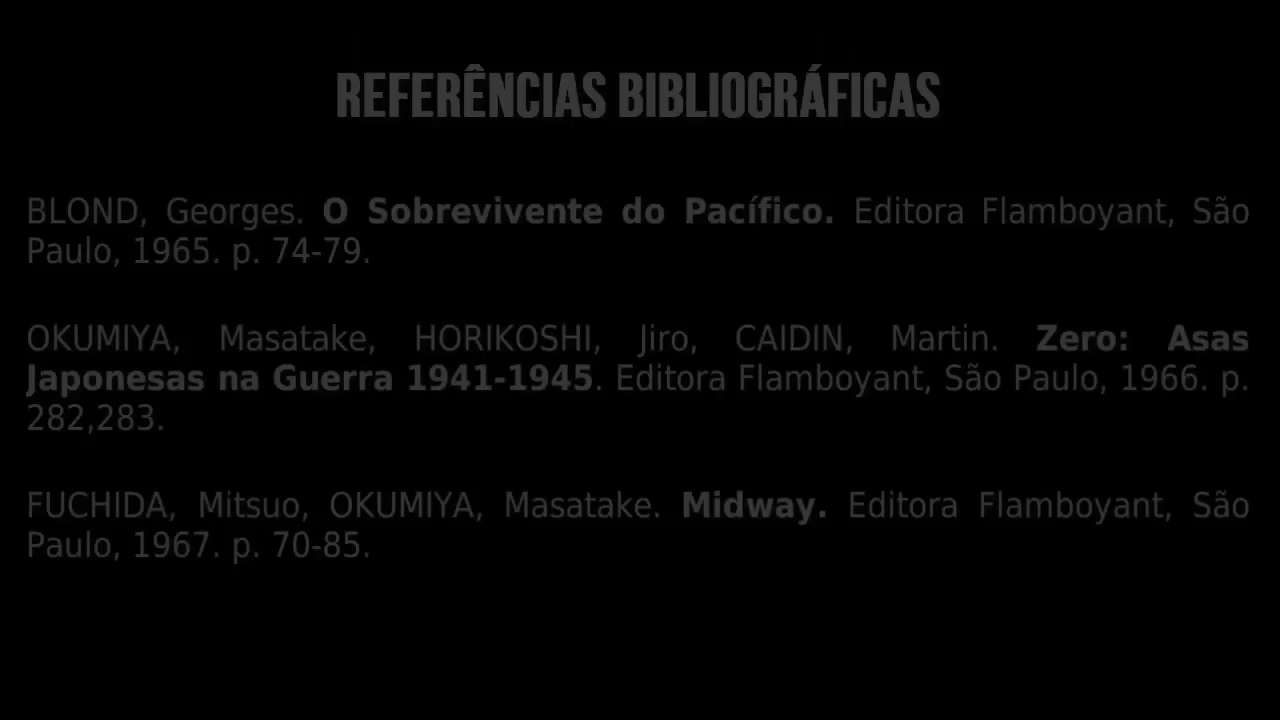 REFERÊNCIAS BIBLIOGRÁFICAS
BLOND, Georges. O Sobrevivente do Pacífico. Editora Flamboyant, São
Paulo, 1965. p. 74-79.
OKUMIYA, Masatake, HORIKOSHI, Jiro, CAIDIN, Martin. Zero: Asas
Japonesas na Guerra 1941-1945. Editora Flamboyant, São Paulo, 1966. p.
282,283.
FUCHIDA, Mitsuo, OKUMIYA, Masatake. Midway. Editora Flamboyant, São
Paulo, 1967. p. 70-85.